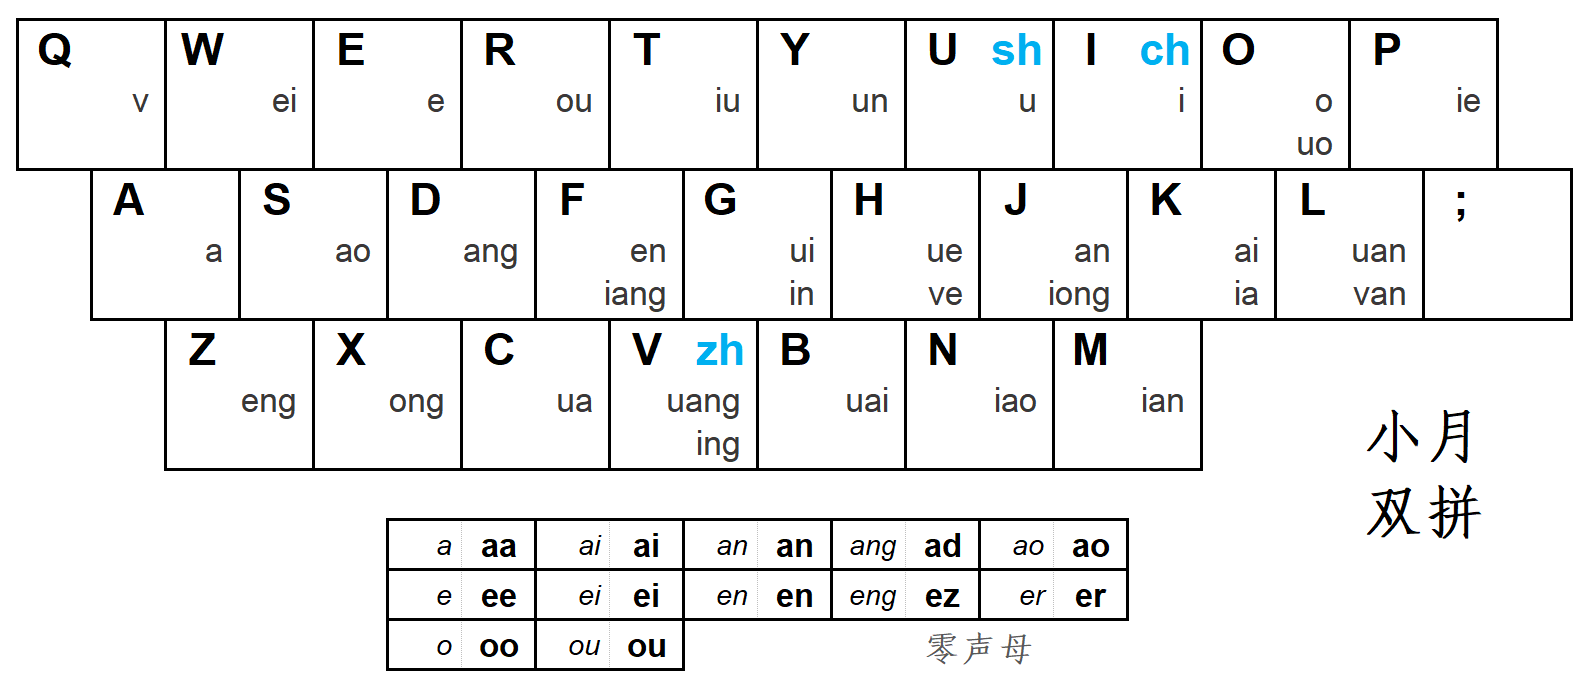 Q W E R T Y U sh I ch O P
v ei e ou iu un u i o ie
uo
A S D F G H J K L ;
a ao ang en ui ue an ai uan
iang in ve iong ia van
Z X C V zh B N M
eng ong ua uang uai iao ian
ing
小月
双拼
a aa ai ai an an ang ad ao ao
e ee ei ei en en eng ez er er
o oo ou ou
零声母